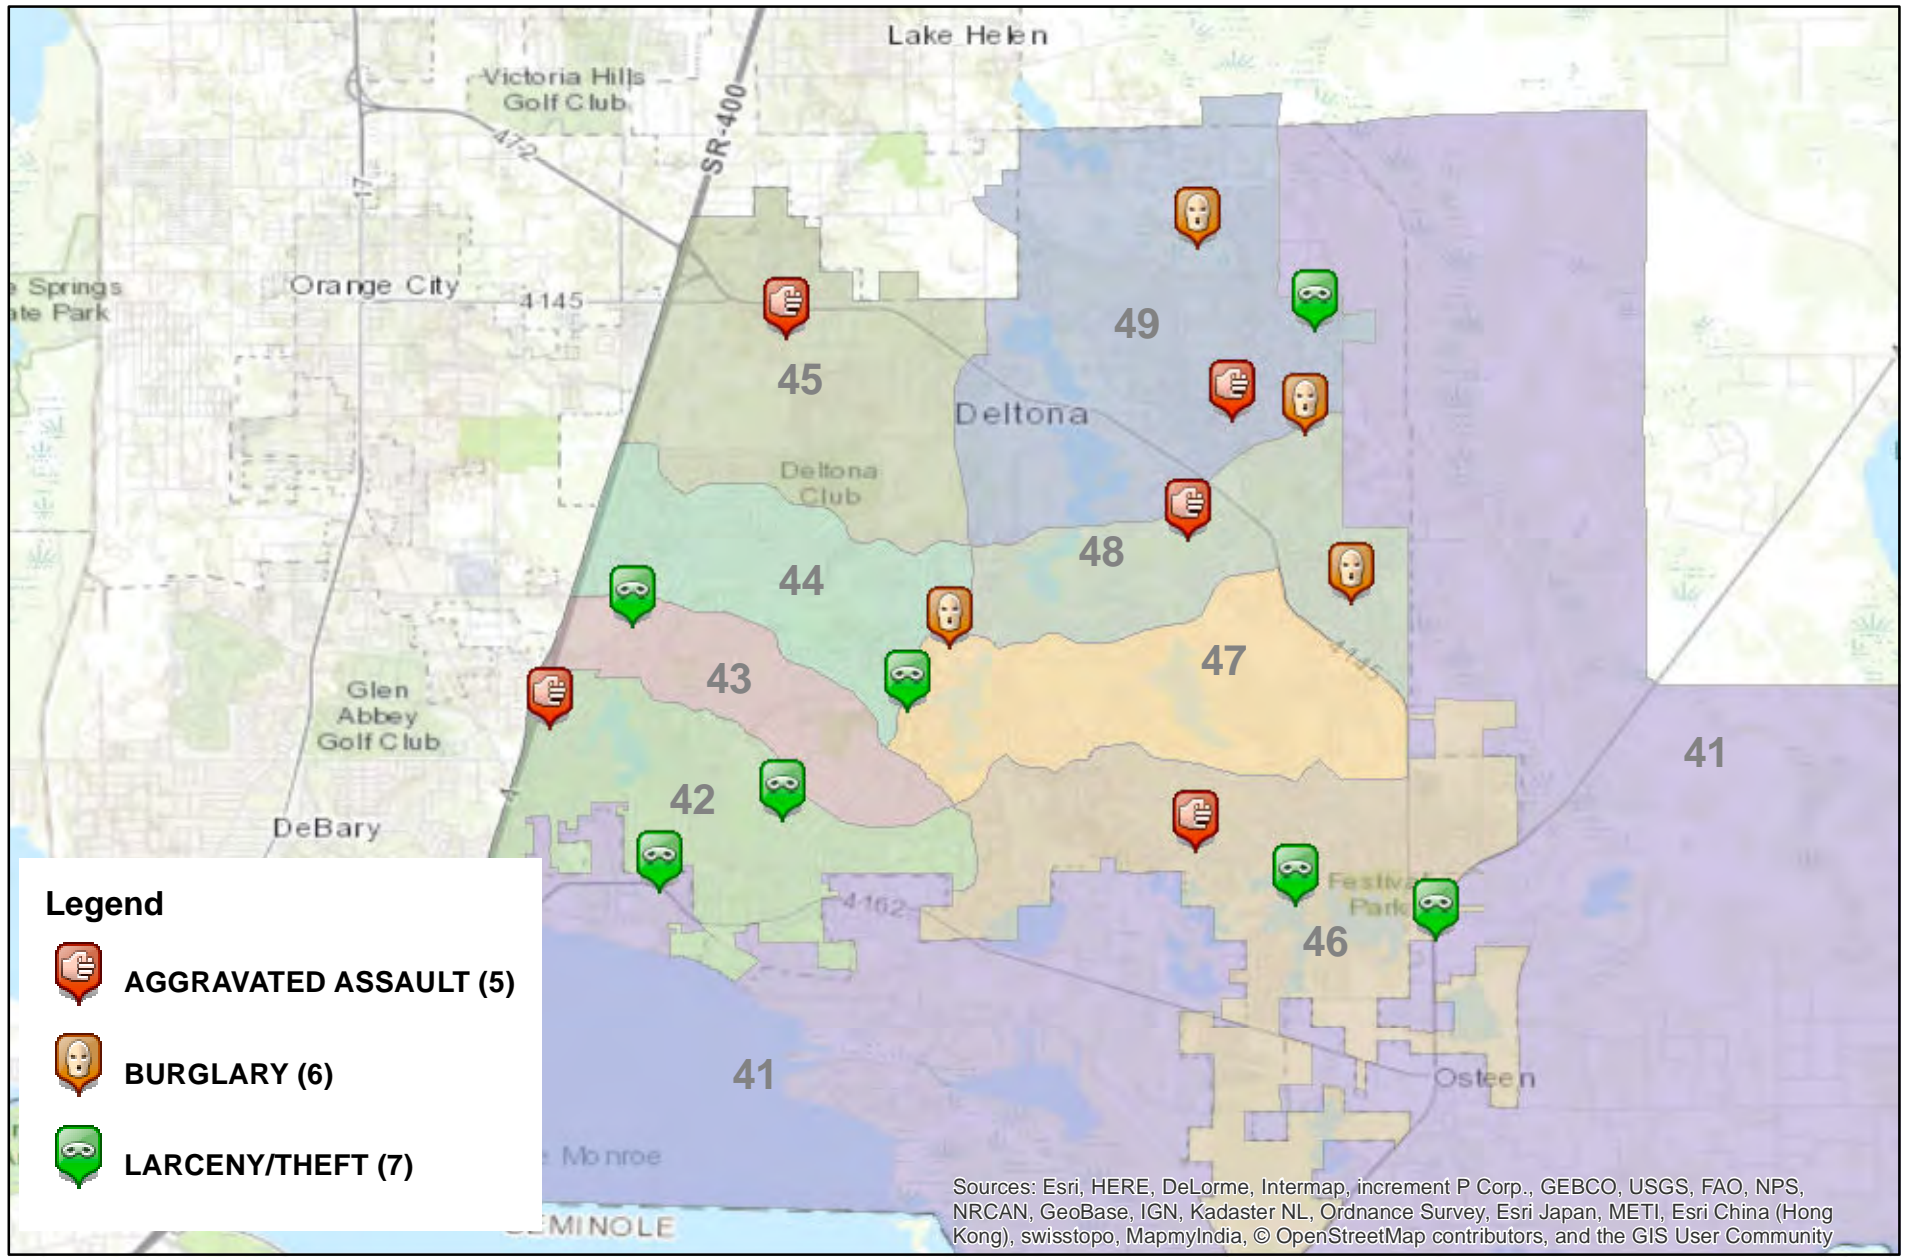 Lake Helen
Victoria Hills
Golf Club
SR-400
472
17
Springs
ate Park
Orange City
4145
45
49
Deltona
Deltona
Club
44
48
43
47
4145
Glen
Abbey
Golf Club
4
42
41
DeBary
Festival
Park
46
4162
41
Osteen
Monroe
SEMINOLE
Legend
AGGRAVATED ASSAULT (5)
BURGLARY (6)
LARCENY/THEFT (7)
Sources: Esri, HERE, DeLorme, Intermap, increment P Corp., GEBCO, USGS, FAO, NPS,
NRCAN, GeoBase, IGN, Kadaster NL, Ordnance Survey, Esri Japan, METI, Esri China (Hong
Kong), swisstopo, MapmyIndia, © OpenStreetMap contributors, and the GIS User Community